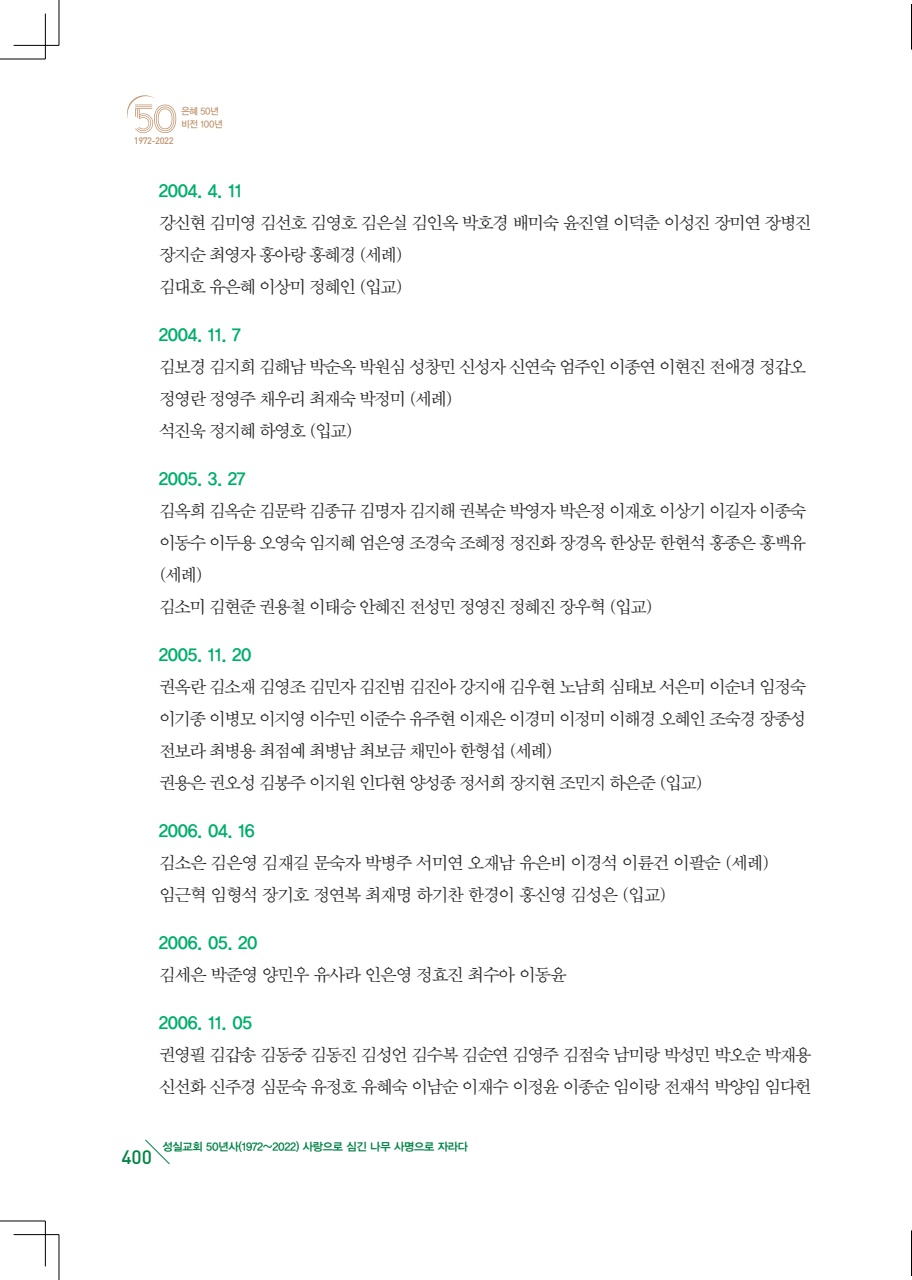 50 은혜 50년
비전 100년
1972-2022
2004. 4. 11
강신현 김미영 김선호 김영호 김은실 김인옥 박호경 배미숙 윤진열 이덕춘 이성진 장미연 장병진
장지순 최영자 홍아랑 홍혜경 (세례)
김대호 유은혜 이상미 정혜인 (입교)
2004. 11. 7
김보경 김지희 김해남 박순옥 박원심 성창민 신성자 신연숙 엄주인 이종연 이현진 전애경 정갑오
정영란 정영주 채우리 최재숙 박정미 (세례)
석진욱 정지혜 하영호 (입교)
2005. 3. 27
김옥희 김옥순 김문락 김종규 김명자 김지해 권복순 박영자 박은정 이재호 이상기 이길자 이종숙
이동수 이두용 오영숙 임지혜 엄은영 조경숙 조혜정 정진화 장경옥 한상문 한현석 홍종은 홍백유
(세례)
김소미 김현준 권용철 이태승 안혜진 전성민 정영진 정혜진 장우혁 (입교)
2005. 11. 20
권옥란 김소재 김영조 김민자 김진범 김진아 강지애 김우현 노남희 심태보 서은미 이순녀 임정숙
이기종 이병모 이지영 이수민 이준수 유주현 이재은 이경미 이정미 이해경 오혜인 조숙경 장종성
전보라 최병용 최점예 최병남 최보금 채민아 한형섭 (세례)
권용은 권오성 김봉주 이지원 인다현 양성종 정서희 장지현 조민지 하은준 (입교)
2006. 04. 16
김소은 김은영 김재길 문숙자 박병주 서미연 오재남 유은비 이경석 이륜건 이팔순 (세례)
임근혁 임형석 장기호 정연복 최재명 하기찬 한경이 홍신영 김성은 (입교)
2006. 05. 20
김세은 박준영 양민우 유사라 인은영 정효진 최수아 이동윤
2006. 11. 05
권영필 김갑송 김동중 김동진 김성언 김수복 김순연 김영주 김점숙 남미랑 박성민 박오순 박재용
신선화 신주경 심문숙 유정호 유혜숙 이남순 이재수 이정윤 이종순 임이랑 전재석 박양임 임다헌
400 성실교회 50년사(1972~2022) 사랑으로 심긴 나무 사명으로 자라다